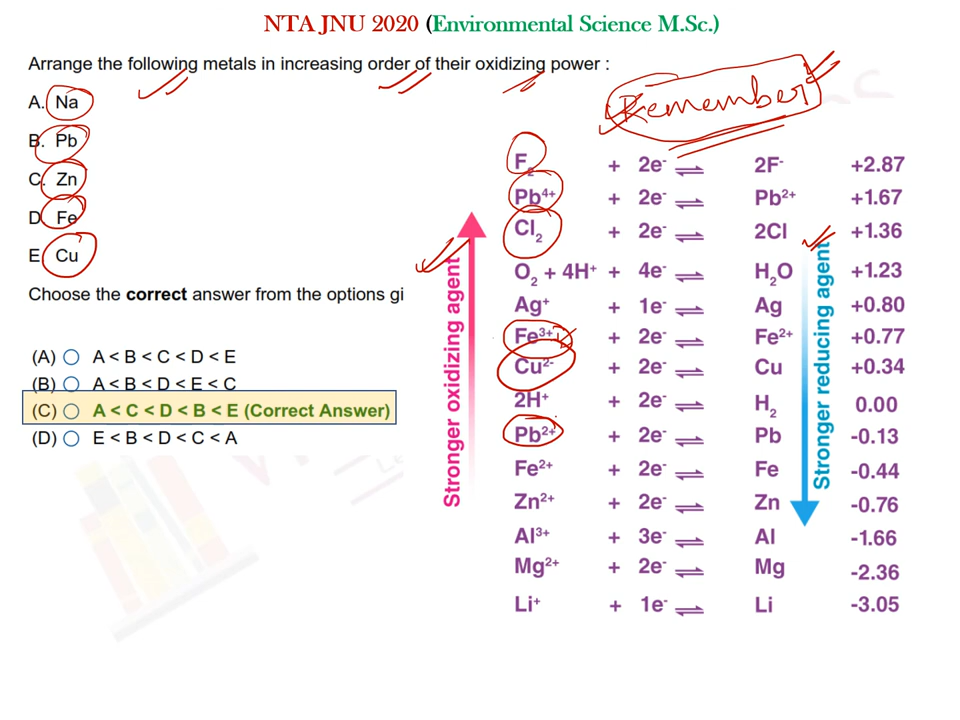 NTA JNU 2020 (Environmental Science M.Sc.)
Arrange the following metals in increasing order of their oxidizing power :
Remember
A. Na
B. Pb
C. Zn
D. Fe
E. Cu
Choose the correct answer from the options gi
(A) A < B < C < D < E
(B) A < B < D < E < C
(C) A < C < D < B < E (Correct Answer)
(D) E < B < D < C < A
Stronger oxidizing agent
F₂ + 2e⁻ ⇌ 2F⁻ +2.87
Pb⁴⁺ + 2e⁻ ⇌ Pb²⁺ +1.67
Cl₂ + 2e⁻ ⇌ 2Cl +1.36
O₂ + 4H⁺ + 4e⁻ ⇌ H₂O +1.23
Ag⁺ + 1e⁻ ⇌ Ag +0.80
Fe³⁺ + 2e⁻ ⇌ Fe²⁺ +0.77
Cu²⁻ + 2e⁻ ⇌ Cu +0.34
2H⁺ + 2e⁻ ⇌ H₂ 0.00
Pb²⁺ + 2e⁻ ⇌ Pb -0.13
Fe²⁺ + 2e⁻ ⇌ Fe -0.44
Zn²⁺ + 2e⁻ ⇌ Zn -0.76
Al³⁺ + 3e⁻ ⇌ Al -1.66
Mg²⁺ + 2e⁻ ⇌ Mg -2.36
Li⁺ + 1e⁻ ⇌ Li -3.05
Stronger reducing agent